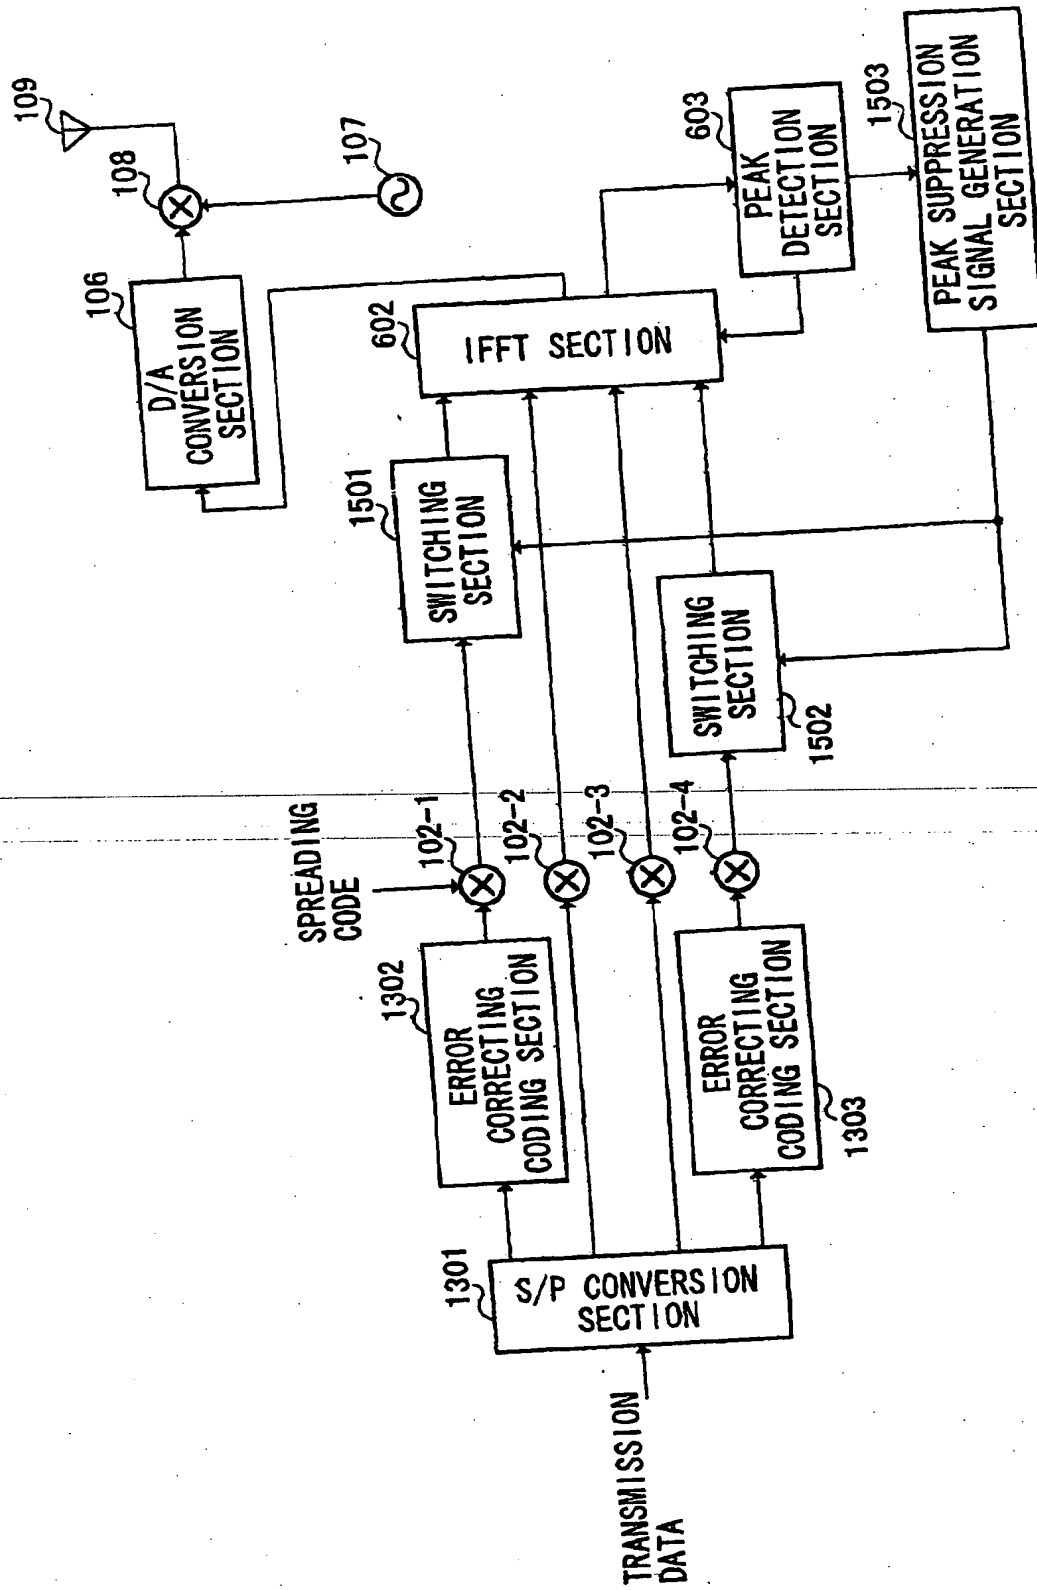 TRANSMISSION
DATA
1301
S/P CONVERSION
SECTION
1302
ERROR
CORRECTING
CODING SECTION
ERROR
CORRECTING
CODING SECTION
1303
SPREADING
CODE
102-1
102-2
102-3
102-4
1501
SWITCHING
SECTION
SWITCHING
SECTION
1502
602
IFFT SECTION
106
D/A
CONVERSION
SECTION
108
109
107
603
PEAK
DETECTION
SECTION
1503
PEAK SUPPRESSION
SIGNAL GENERATION
SECTION